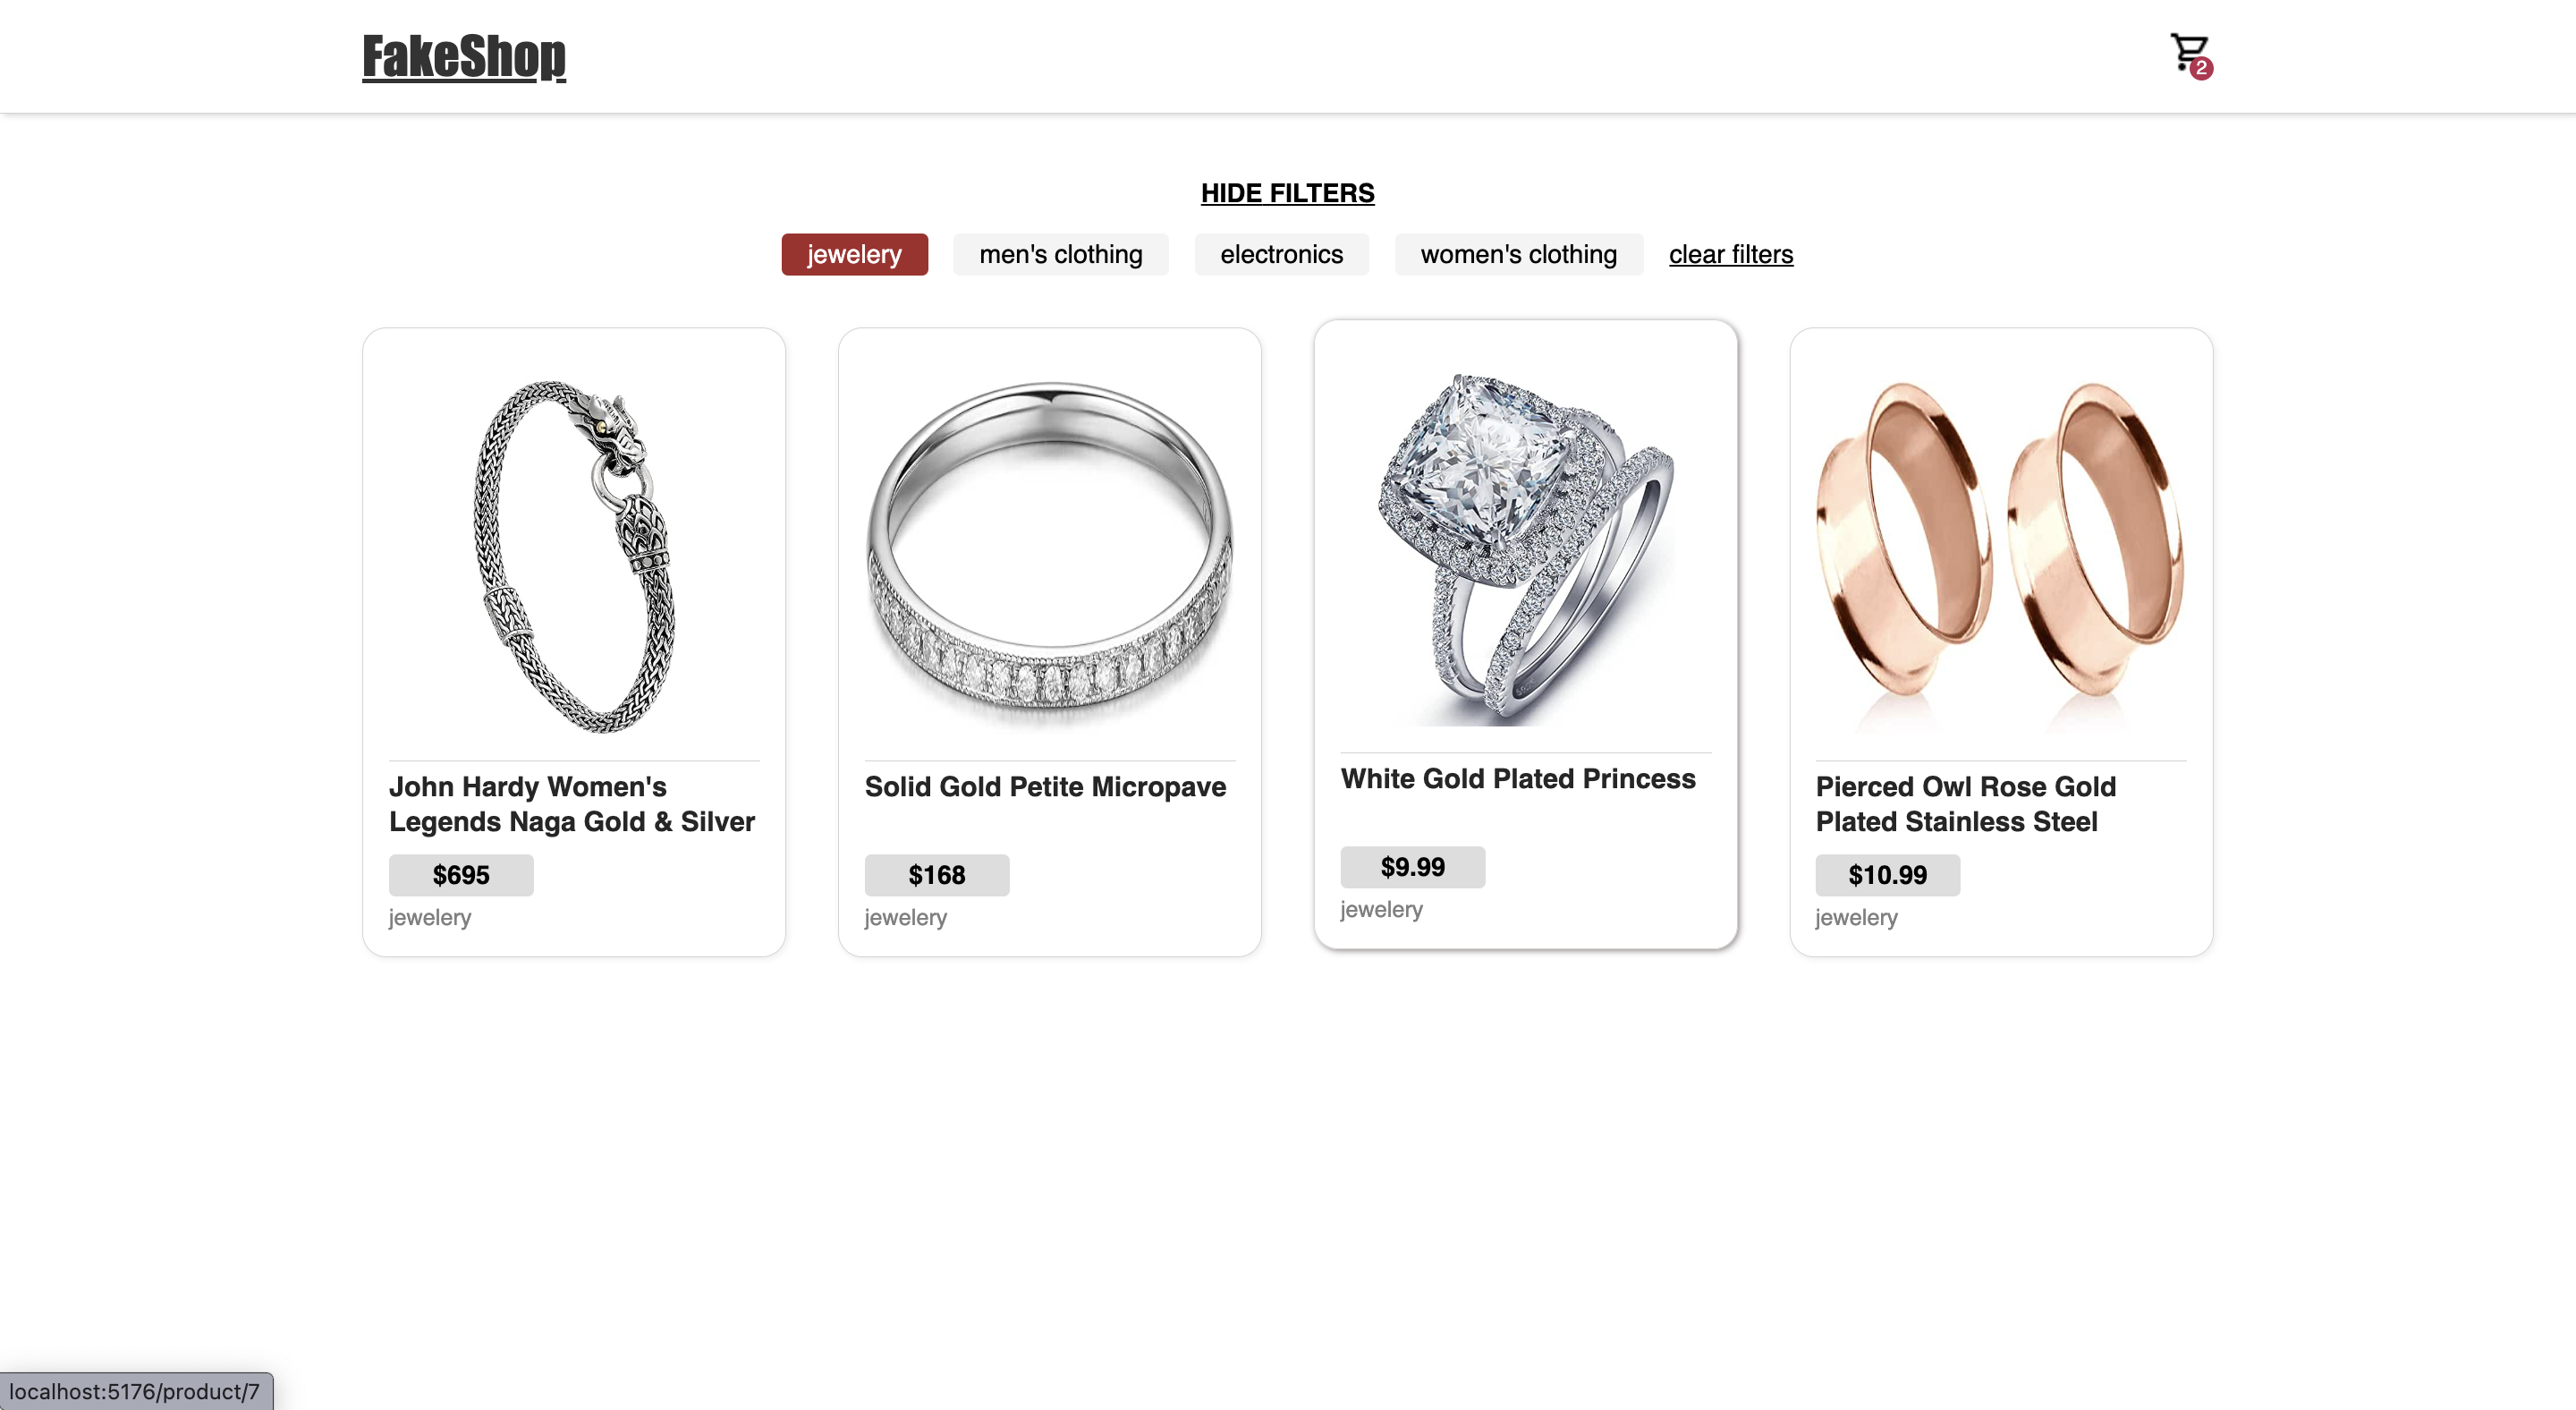 FakeShop
2
HIDE FILTERS
jewelery
men's clothing
electronics
women's clothing
clear filters
John Hardy Women's
Legends Naga Gold & Silver
$695
jewelery
Solid Gold Petite Micropave
$168
jewelery
White Gold Plated Princess
$9.99
jewelery
Pierced Owl Rose Gold
Plated Stainless Steel
$10.99
jewelery
localhost:5176/product/7